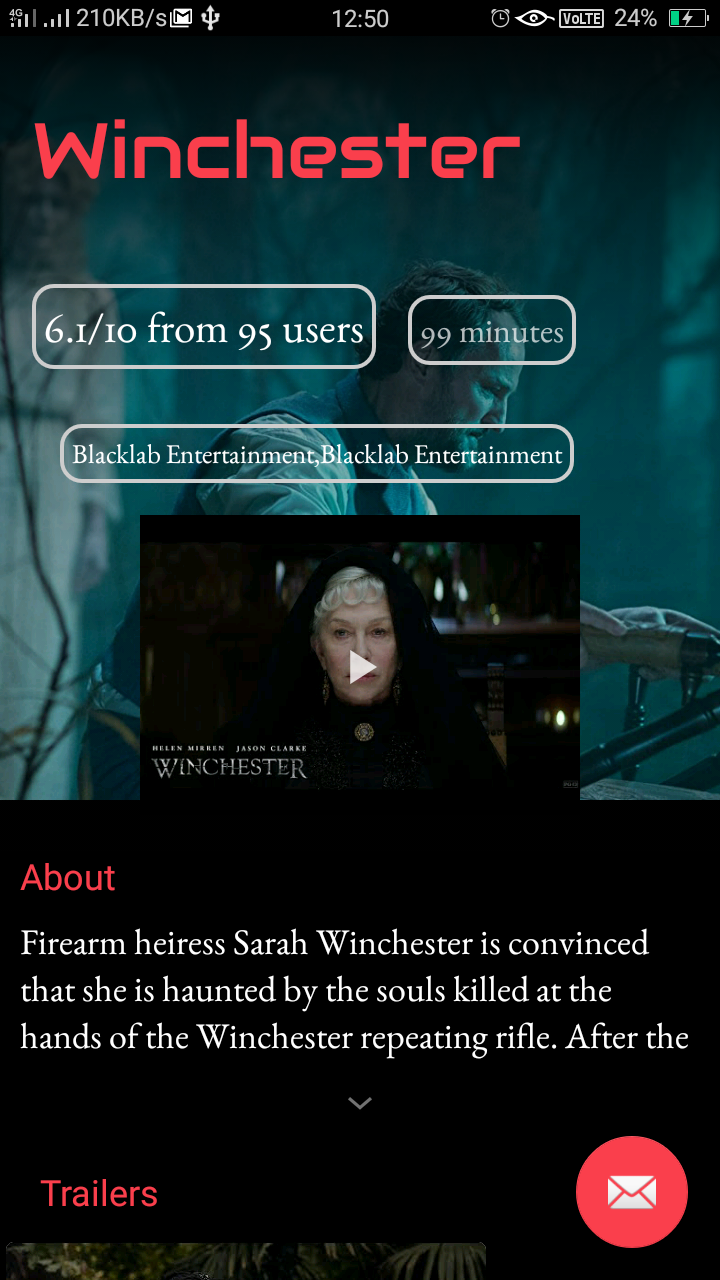 4G 210KB/s 12:50 VoLTE 24%
Winchester
6.1/10 from 95 users
99 minutes
Blacklab Entertainment,Blacklab Entertainment
HELEN MIRREN JASON CLARKE
WINCHESTER
About
Firearm heiress Sarah Winchester is convinced
that she is haunted by the souls killed at the
hands of the Winchester repeating rifle. After the
Trailers